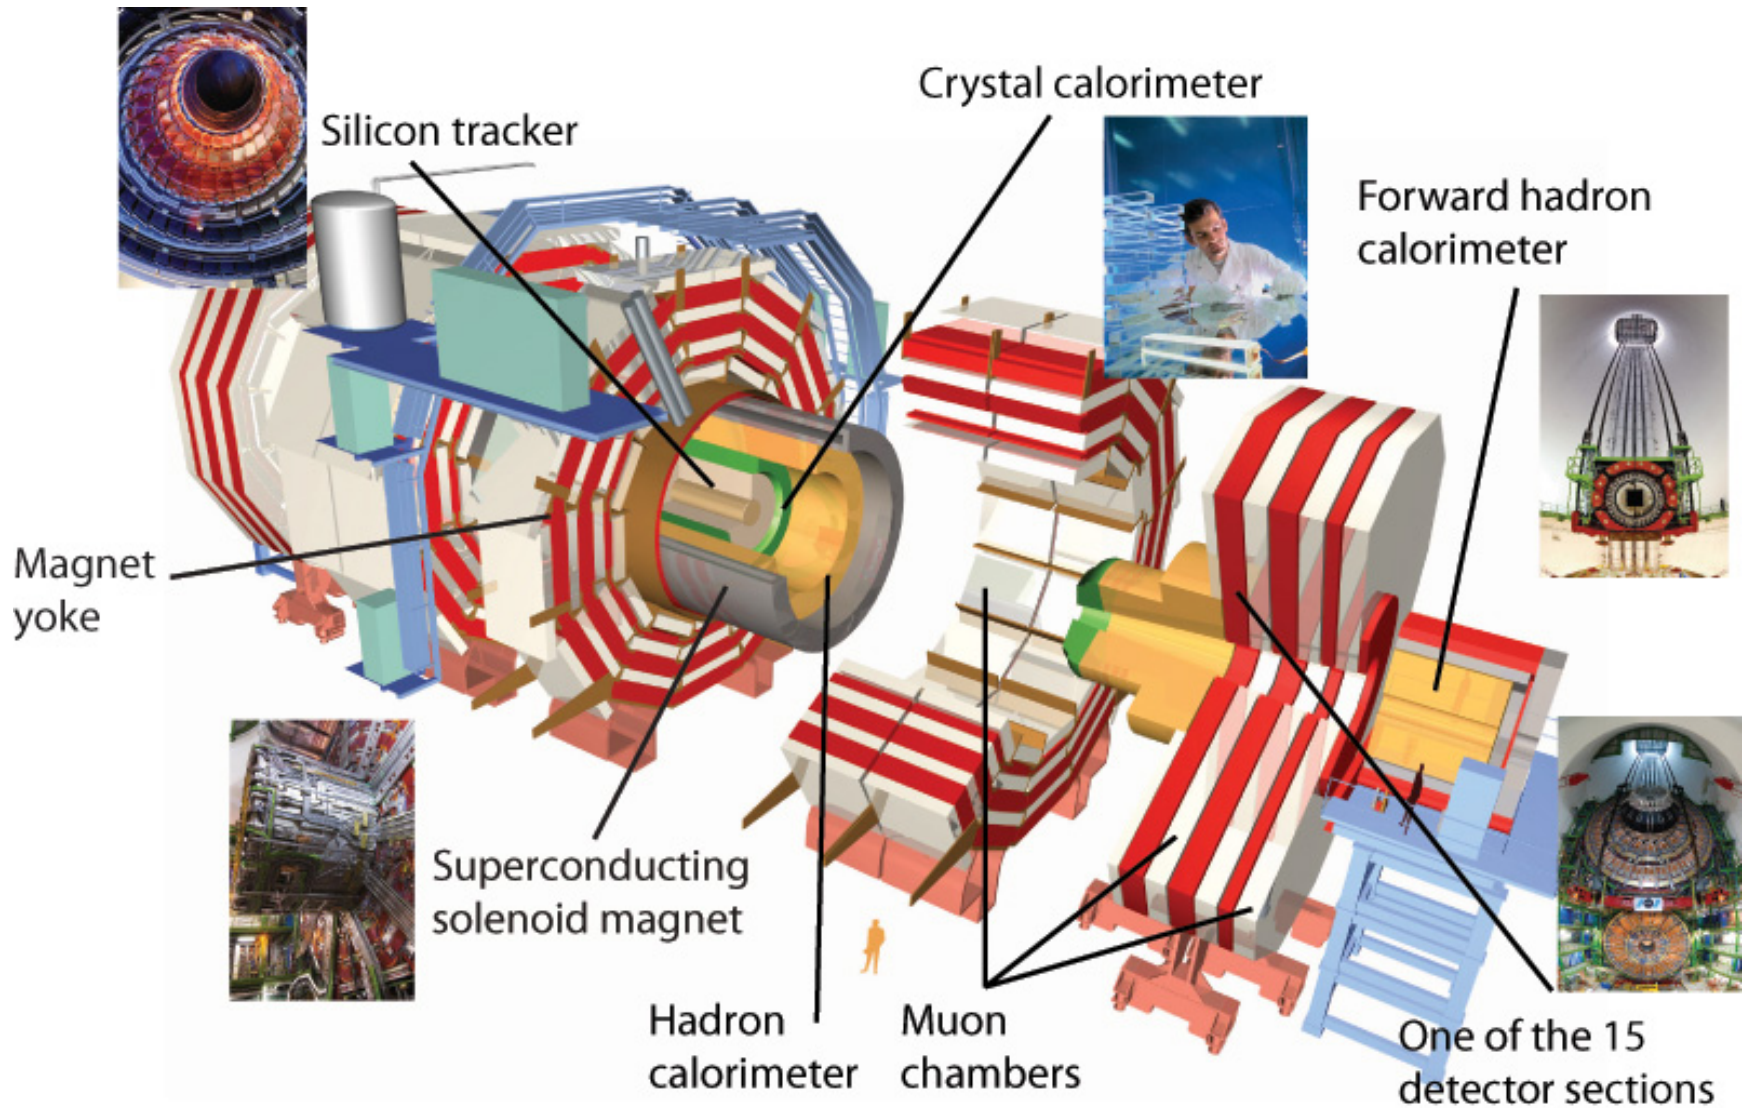 Crystal calorimeter
Silicon tracker
Forward hadron
calorimeter
Magnet
yoke
Superconducting
solenoid magnet
Hadron
calorimeter
Muon
chambers
One of the 15
detector sections